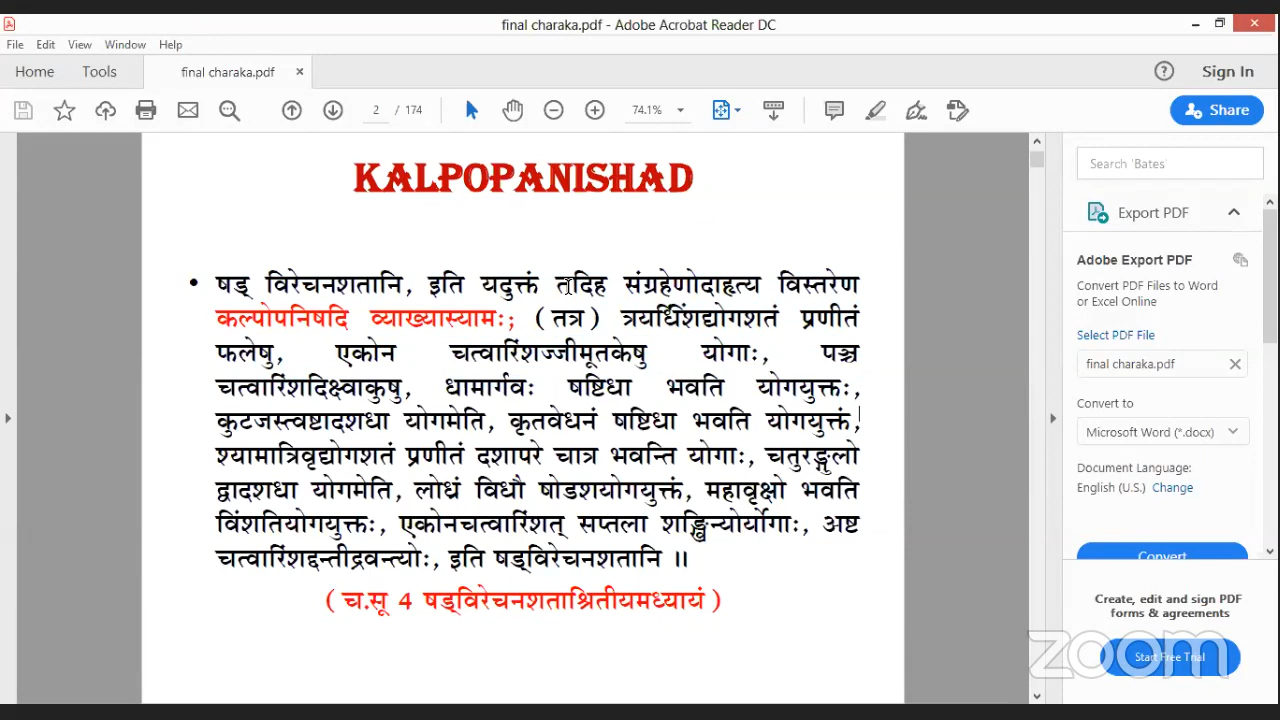 final charaka.pdf - Adobe Acrobat Reader DC
File Edit View Window Help
Home Tools final charaka.pdf × Sign In
2 / 174 74.1% Share
KALPOPANISHAD
• षड् विरेचनशतानि, इति यदुक्तं तदिह संग्रहेणोदाहृत्य विस्तरेण
कल्पोपनिषदि व्याख्यास्यामः; (तत्र) त्रयस्त्रिंशद्योगशतं प्रणीतं
फलेषु, एकोन चत्वारिंशज्जीमूतकेषु योगाः, पञ्च
चत्वारिंशदिक्ष्वाकुषु, धामार्गवः षष्टिधा भवति योगयुक्तः,
कुटजस्त्वष्टादशधा योगमेति, कृतवेधनं षष्टिधा भवति योगयुक्तं,
श्यामात्रिवृद्योगशतं प्रणीतं दशापरे चात्र भवन्ति योगाः, चतुरङ्गुलो
द्वादशधा योगमेति, लोध्रं विधौ षोडशयोगयुक्तं, महावृक्षो भवति
विंशतियोगयुक्तः, एकोनचत्वारिंशत् सप्तला शङ्खिन्योर्योगाः, अष्ट
चत्वारिंशद्दन्तीद्रवन्त्योः, इति षड्विरेचनशतानि ॥
( च.सू 4 षड्विरेचनशताश्रितीयमध्यायं )
Search 'Bates'
Export PDF
Adobe Export PDF
Convert PDF Files to Word
or Excel Online
Select PDF File
final charaka.pdf
Convert to
Microsoft Word (*.docx)
Document Language:
English (U.S.) Change
Convert
Create, edit and sign PDF
forms & agreements
Start Free Trial
zoom